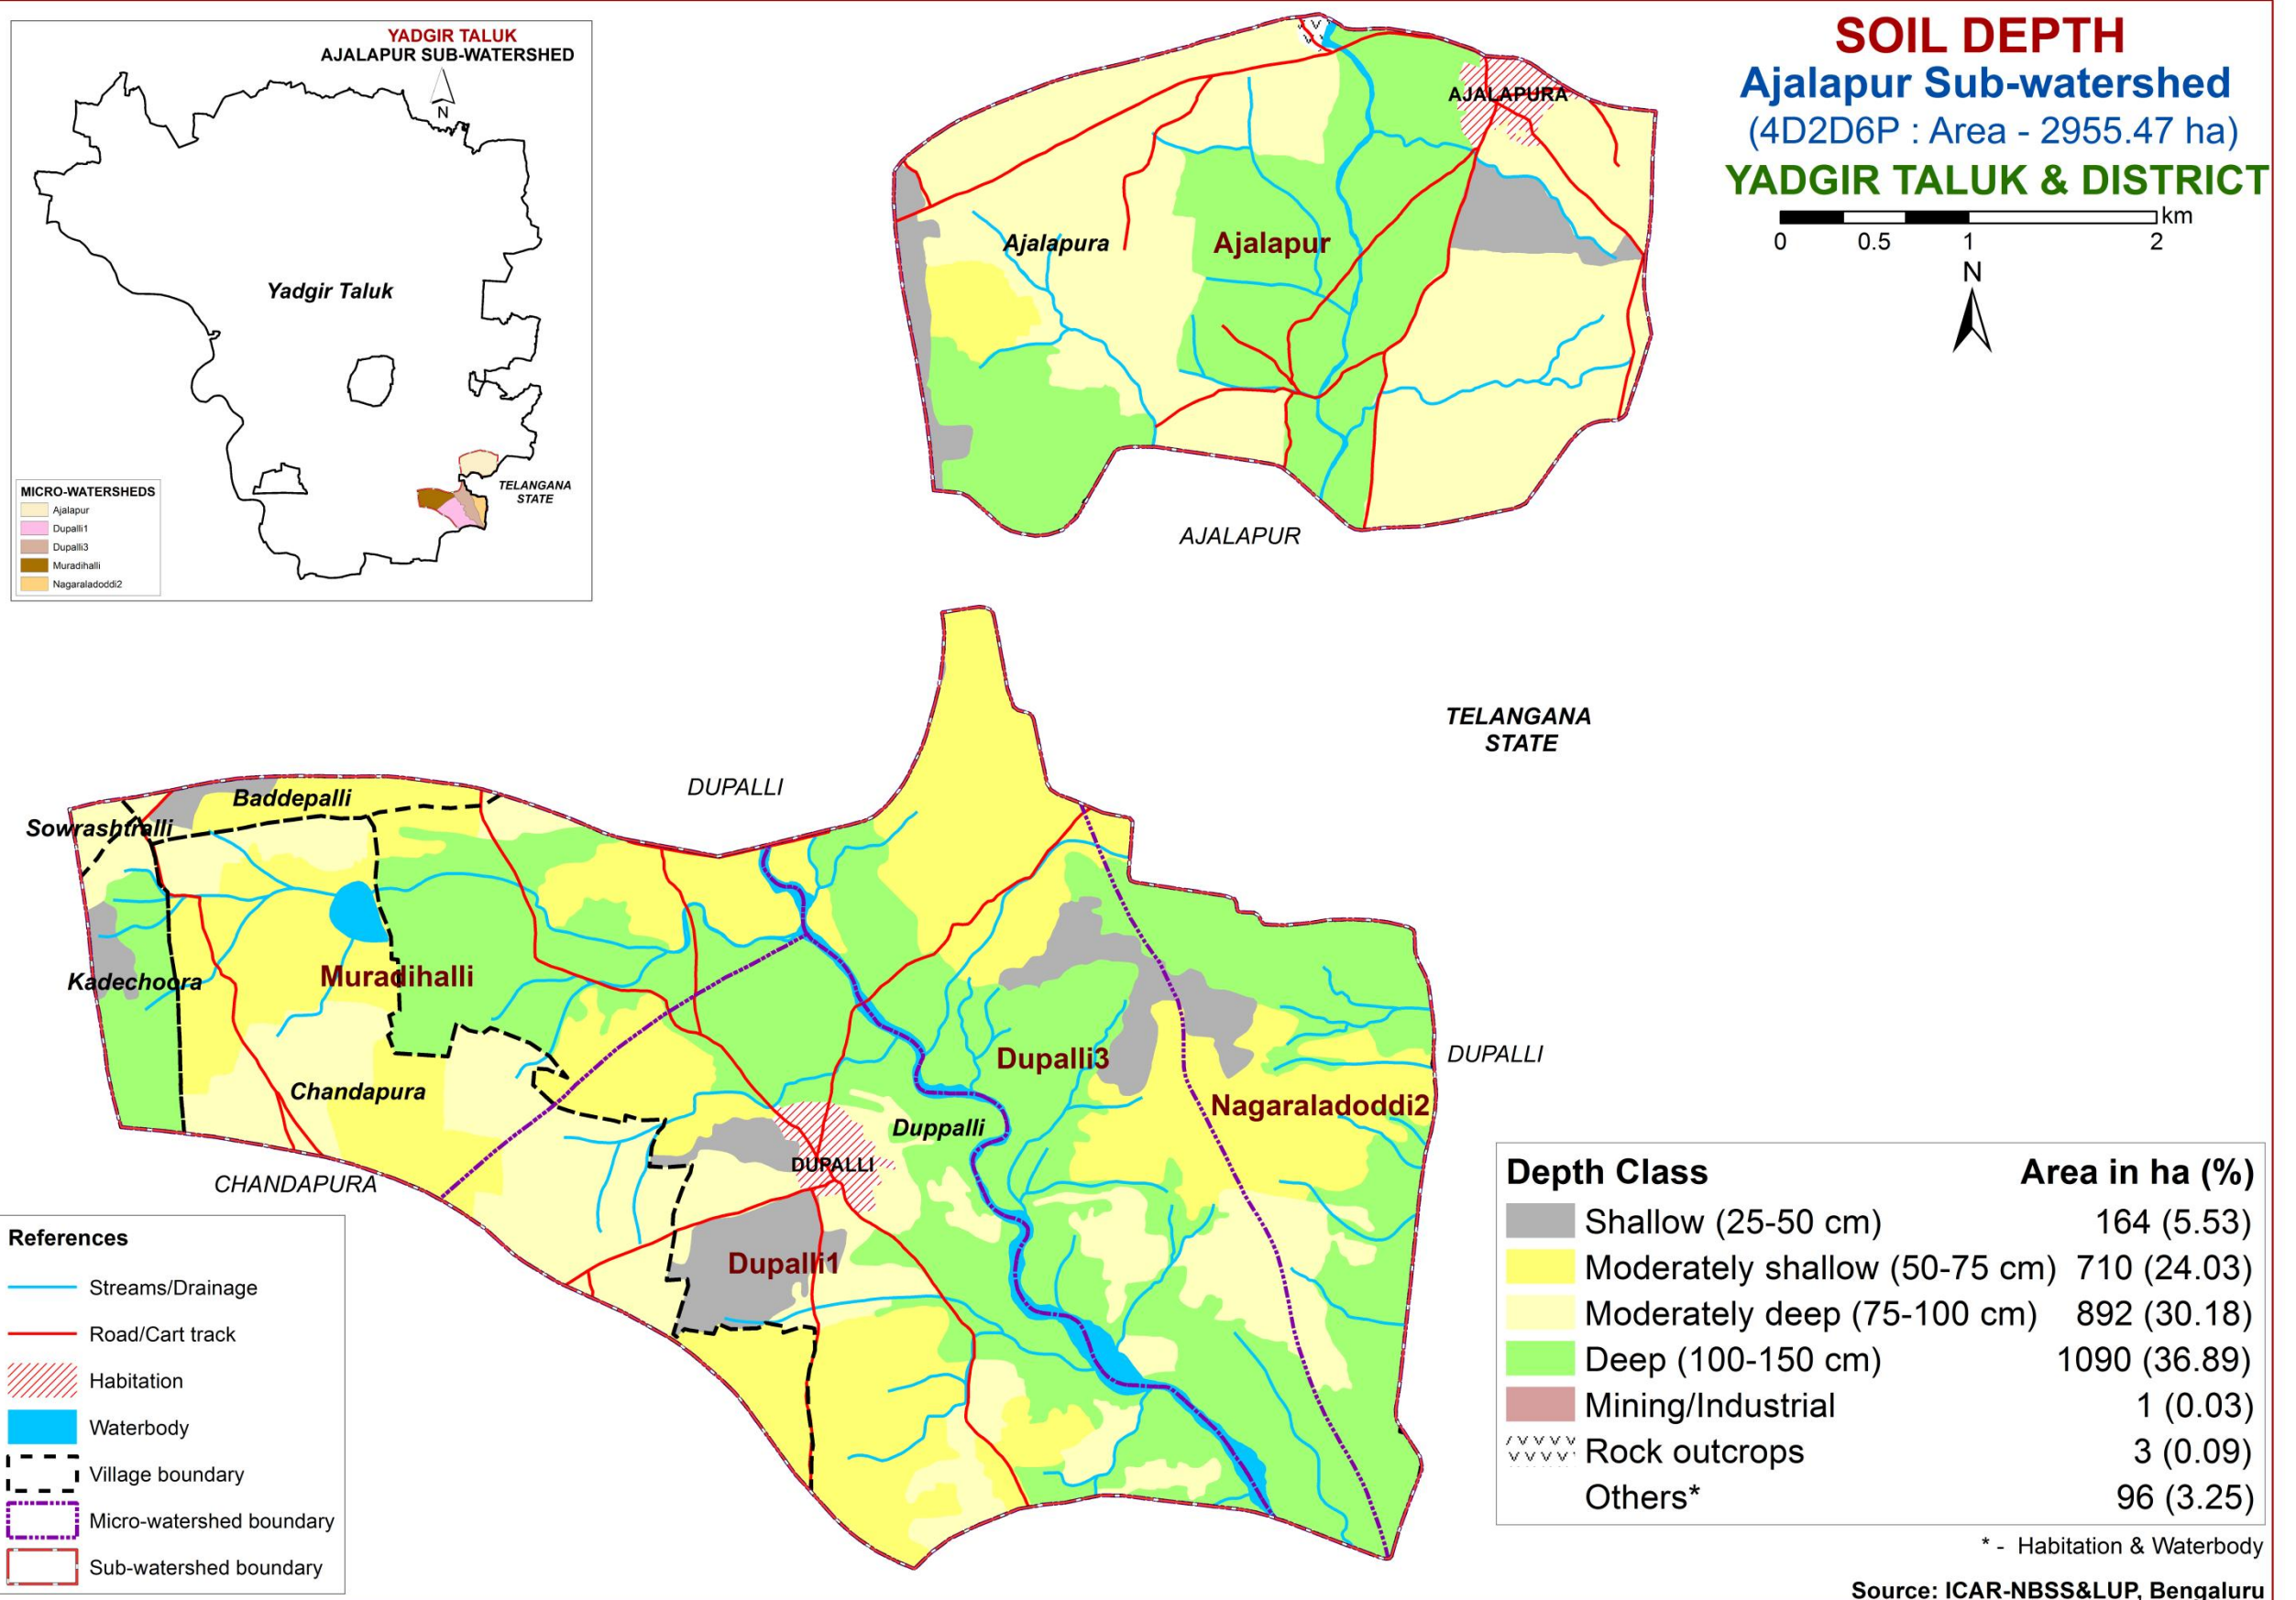 YADGIR TALUK
AJALAPUR SUB-WATERSHED
N
Yadgir Taluk
TELANGANA
STATE
MICRO-WATERSHEDS
Ajalapur
Dupalli1
Dupalli3
Muradihalli
Nagaraladoddi2
SOIL DEPTH
Ajalapur Sub-watershed
(4D2D6P : Area - 2955.47 ha)
YADGIR TALUK & DISTRICT
km
0 0.5 1 2
N
AJALAPURA
Ajalapura
Ajalapur
AJALAPUR
TELANGANA
STATE
DUPALLI
Baddepalli
Sowrashtralli
Muradihalli
Kadechoora
Chandapura
Dupalli3
DUPALLI
Nagaraladoddi2
Duppalli
DUPALLI
CHANDAPURA
Dupalli1
References
Streams/Drainage
Road/Cart track
Habitation
Waterbody
Village boundary
Micro-watershed boundary
Sub-watershed boundary
Depth Class Area in ha (%)
Shallow (25-50 cm) 164 (5.53)
Moderately shallow (50-75 cm) 710 (24.03)
Moderately deep (75-100 cm) 892 (30.18)
Deep (100-150 cm) 1090 (36.89)
Mining/Industrial 1 (0.03)
Rock outcrops 3 (0.09)
Others* 96 (3.25)
* - Habitation & Waterbody
Source: ICAR-NBSS&LUP, Bengaluru